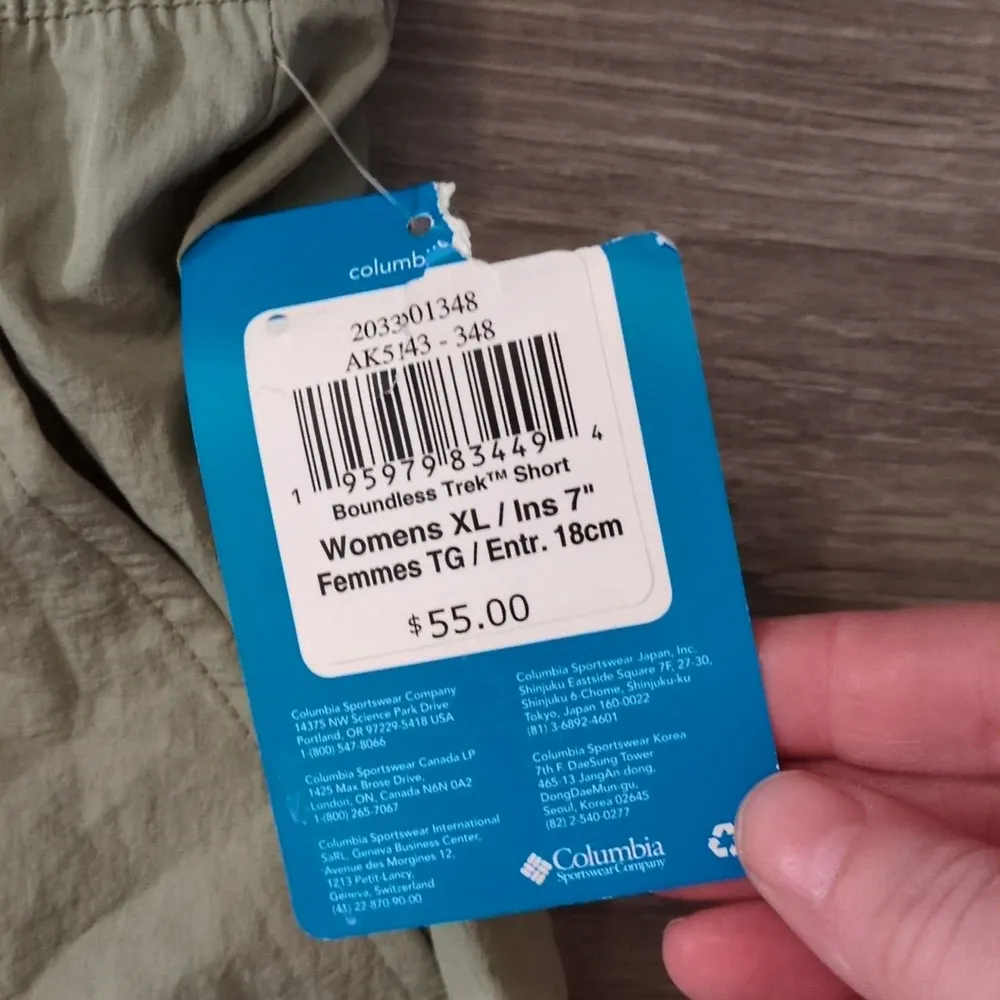 columb
203301348
AK5143 - 348
1 95979 83449 4
Boundless Trek™ Short
Womens XL / Ins 7"
Femmes TG / Entr. 18cm
$55.00
Columbia Sportswear Company
14375 NW Science Park Drive
Portland, OR 97229-5418 USA
1-(800) 547-8066
Columbia Sportswear Canada LP
1425 Max Brose Drive,
London, ON, Canada N6N 0A2
1-(800) 265-7067
Columbia Sportswear International
SaRL, Geneva Business Center,
Avenue des Morgines 12,
1213 Petit-Lancy,
Geneva, Switzerland
(41) 22-870-90-00
Columbia Sportswear Japan, Inc.
Shinjuku Eastside Square 7F, 27-30,
Shinjuku 6 Chome, Shinjuku-ku
Tokyo, Japan 160-0022
(81) 3-6892-4601
Columbia Sportswear Korea
7th F. DaeSung Tower
465-13 JangAn-dong,
DongDaeMun-gu,
Seoul, Korea 02645
(82) 2-540-0277
Columbia
Sportswear Company